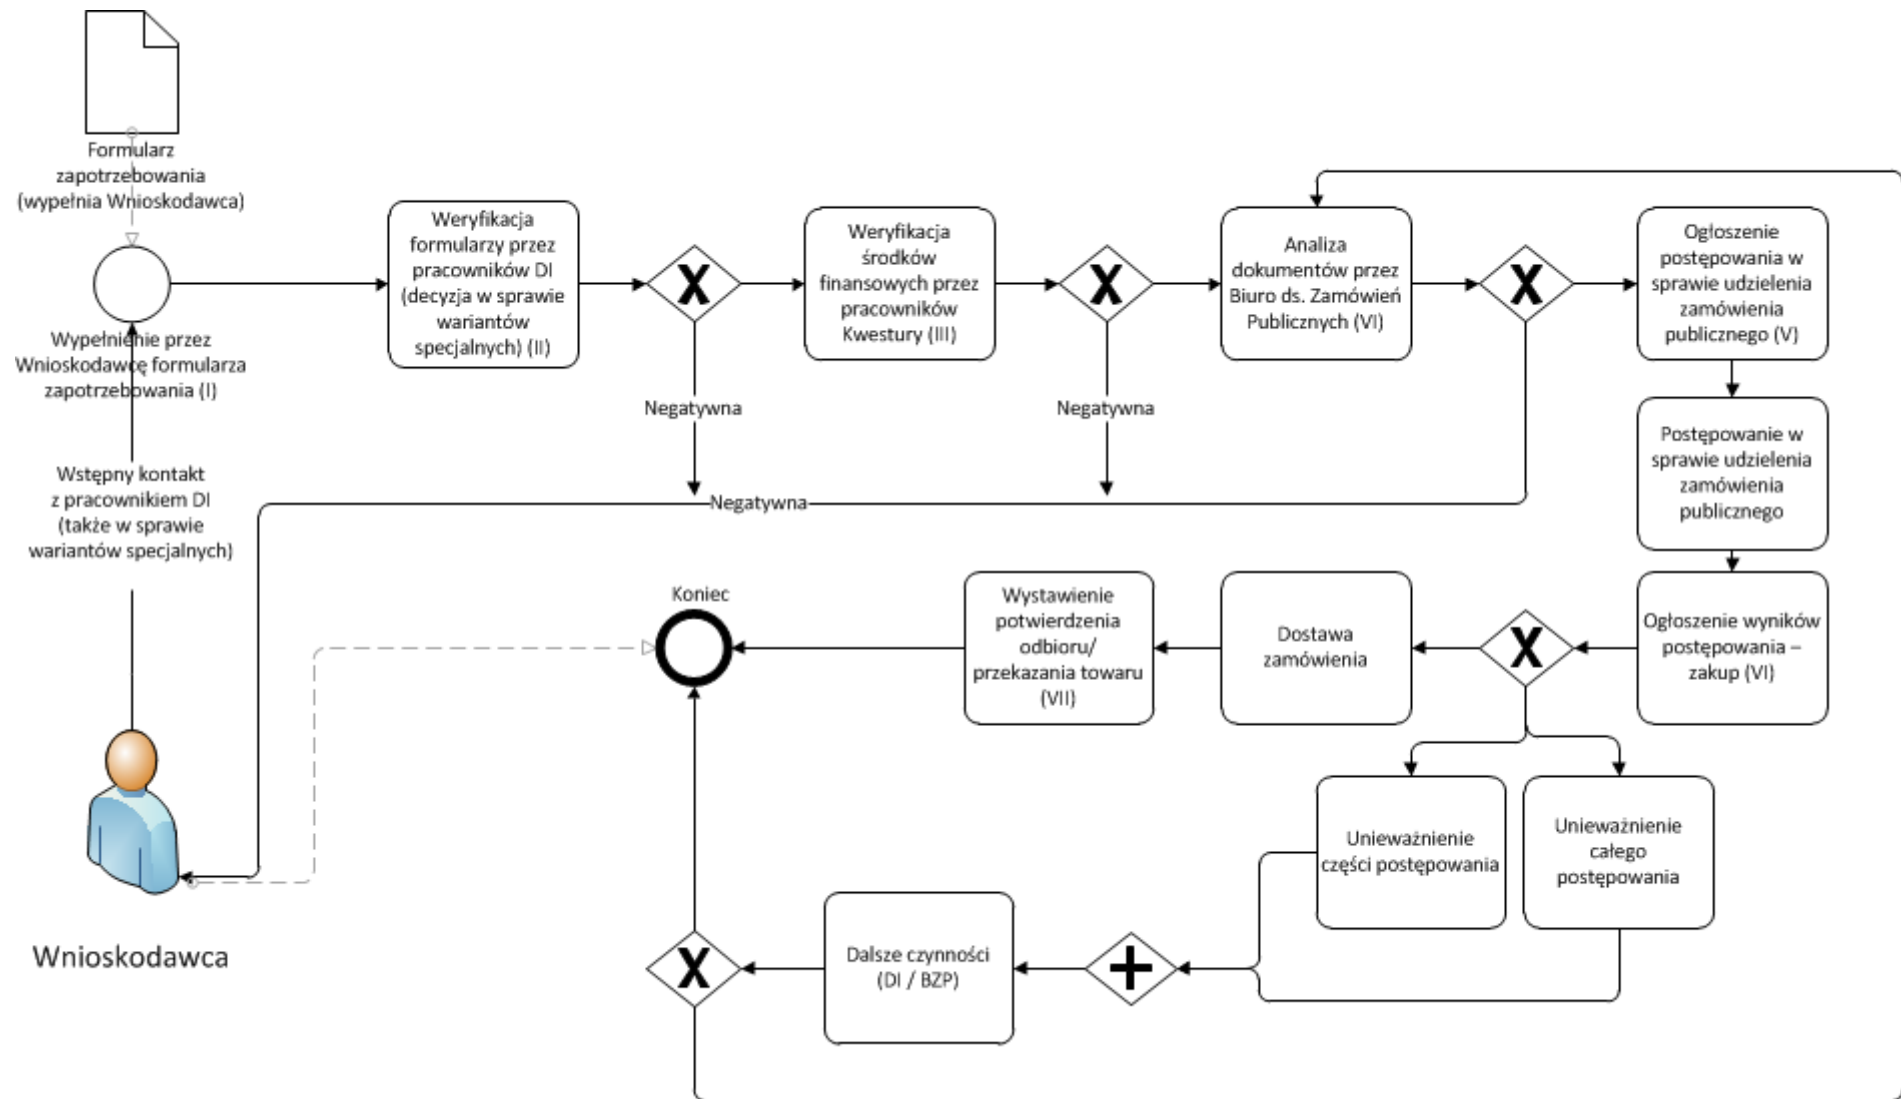 Formularz
zapotrzebowania
(wypełnia Wnioskodawca)
Wypełnienie przez
Wnioskodawcę formularza
zapotrzebowania (I)
Wstępny kontakt
z pracownikiem DI
(także w sprawie
wariantów specjalnych)
Wnioskodawca
Weryfikacja
formularzy przez
pracowników DI
(decyzja w sprawie
wariantów
specjalnych) (II)
X
Negatywna
Weryfikacja
środków
finansowych przez
pracowników
Kwestury (III)
X
Negatywna
Analiza
dokumentów przez
Biuro ds. Zamówień
Publicznych (VI)
X
Negatywna
Ogłoszenie
postępowania w
sprawie udzielenia
zamówienia
publicznego (V)
Postępowanie w
sprawie udzielenia
zamówienia
publicznego
Ogłoszenie wyników
postępowania –
zakup (VI)
X
Dostawa
zamówienia
Wystawienie
potwierdzenia
odbioru/
przekazania towaru
(VII)
Koniec
Unieważnienie
części postępowania
Unieważnienie
całego
postępowania
Dalsze czynności
(DI / BZP)
X